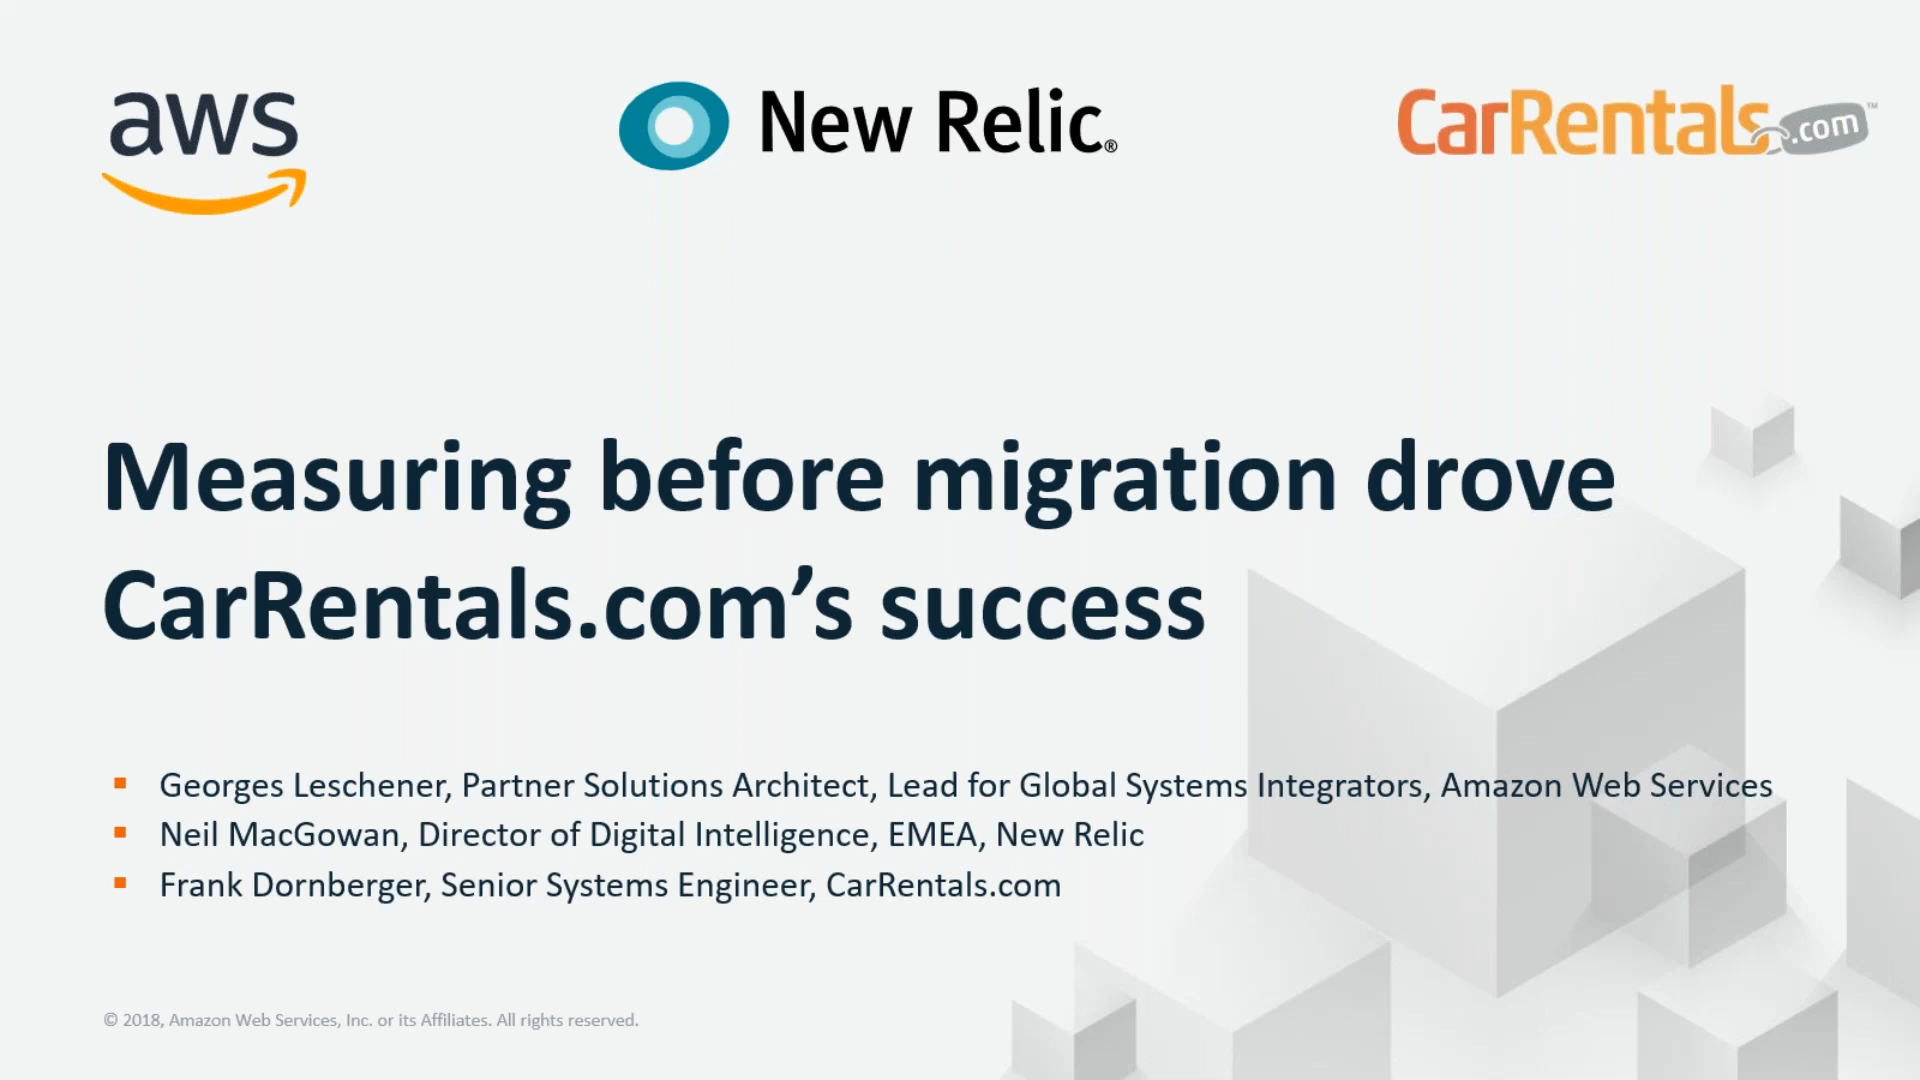 aws
New Relic®
CarRentals.com™
Measuring before migration drove
CarRentals.com’s success
▪ Georges Leschener, Partner Solutions Architect, Lead for Global Systems Integrators, Amazon Web Services
▪ Neil MacGowan, Director of Digital Intelligence, EMEA, New Relic
▪ Frank Dornberger, Senior Systems Engineer, CarRentals.com
© 2018, Amazon Web Services, Inc. or its Affiliates. All rights reserved.